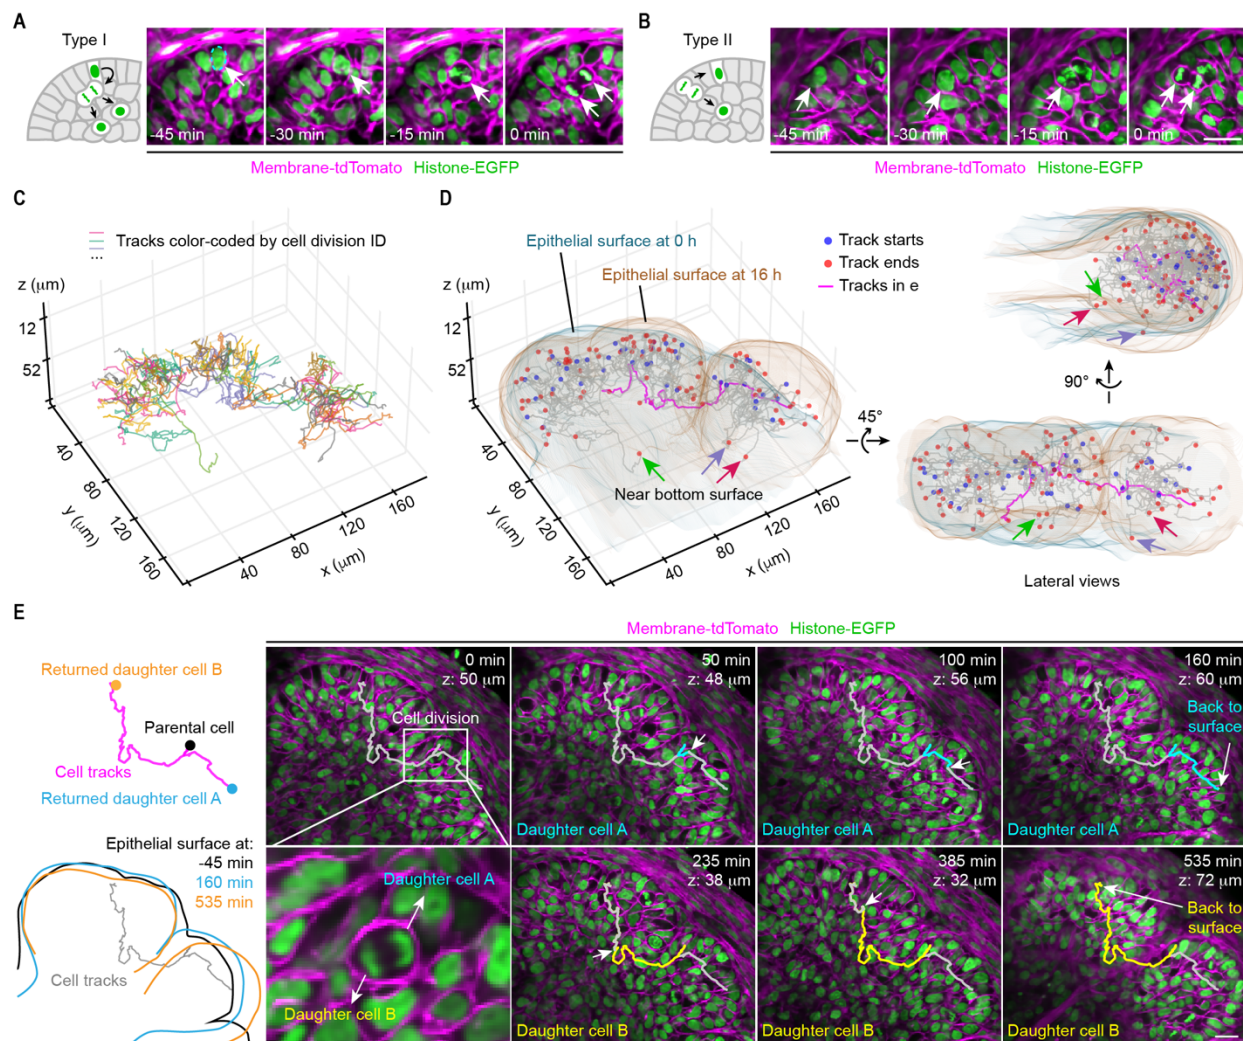 A
Type I
-45 min
-30 min
-15 min
0 min
Membrane-tdTomato Histone-EGFP
B
Type II
-45 min
-30 min
-15 min
0 min
Membrane-tdTomato Histone-EGFP
C
Tracks color-coded by cell division ID
...
z (μm)
12
52
40
80
120
160
y (μm)
40
80
120
160
x (μm)
D
Epithelial surface at 0 h
Epithelial surface at 16 h
Track starts
Track ends
Tracks in e
z (μm)
12
52
40
80
120
160
y (μm)
40
80
120
160
x (μm)
Near bottom surface
45°
90°
Lateral views
E
Membrane-tdTomato Histone-EGFP
Returned daughter cell B
Parental cell
Cell tracks
Returned daughter cell A
Epithelial surface at:
-45 min
160 min
535 min
Cell tracks
0 min
z: 50 μm
Cell division
50 min
z: 48 μm
Daughter cell A
100 min
z: 56 μm
Daughter cell A
160 min
z: 60 μm
Back to
surface
Daughter cell A
Daughter cell A
Daughter cell B
235 min
z: 38 μm
Daughter cell B
385 min
z: 32 μm
Daughter cell B
535 min
z: 72 μm
Back to
surface
Daughter cell B